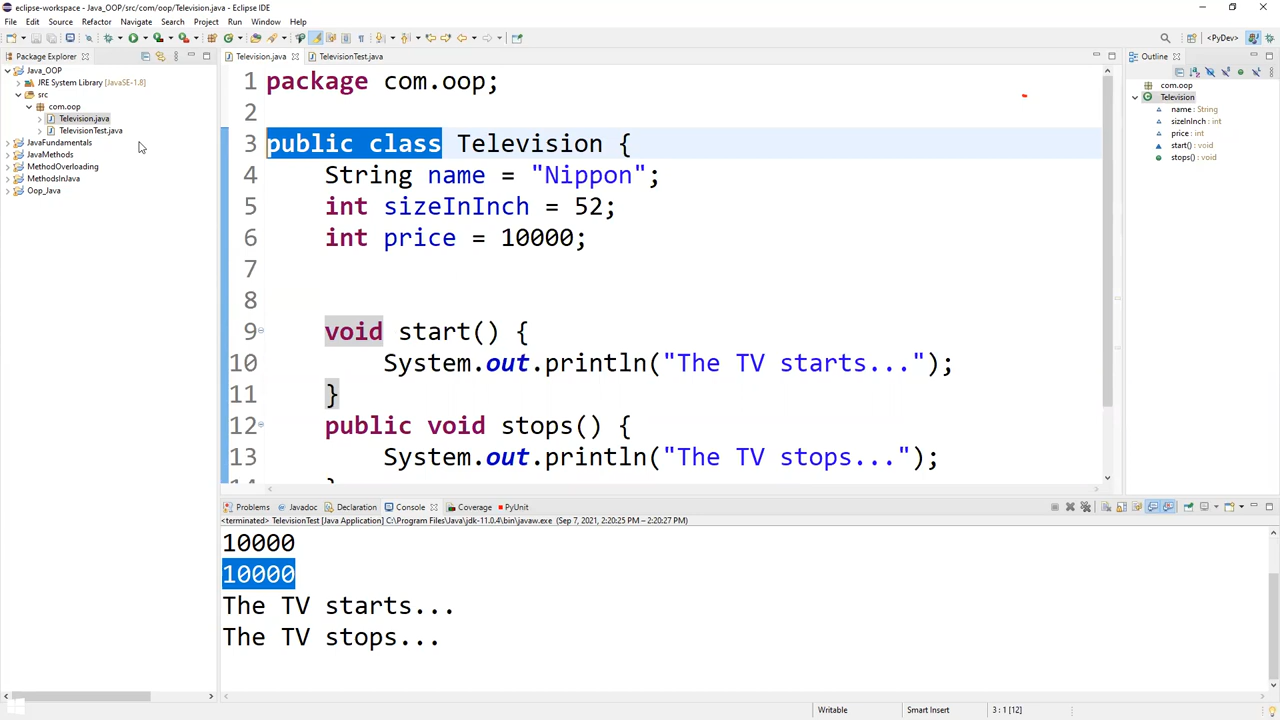 eclipse-workspace - Java_OOP/src/com/oop/Television.java - Eclipse IDE
File Edit Source Refactor Navigate Search Project Run Window Help
<PyDev>
Package Explorer
Television.java
TelevisionTest.java
Outline
Java_OOP
JRE System Library [JavaSE-1.8]
src
com.oop
Television.java
TelevisionTest.java
JavaFundamentals
JavaMethods
MethodOverloading
MethodsInJava
Oop_Java
1 package com.oop;
2
3 public class Television {
4 String name = "Nippon";
5 int sizeInInch = 52;
6 int price = 10000;
7
8
9 void start() {
10 System.out.println("The TV starts...");
11 }
12 public void stops() {
13 System.out.println("The TV stops...");
com.oop
Television
name : String
sizeInInch : int
price : int
start() : void
stops() : void
Problems Javadoc Declaration Console Coverage PyUnit
<terminated> TelevisionTest [Java Application] C:\Program Files\Java\jdk-11.0.4\bin\javaw.exe (Sep 7, 2021, 2:20:25 PM – 2:20:27 PM)
10000
10000
The TV starts...
The TV stops...
Writable Smart Insert 3 : 1 [12]